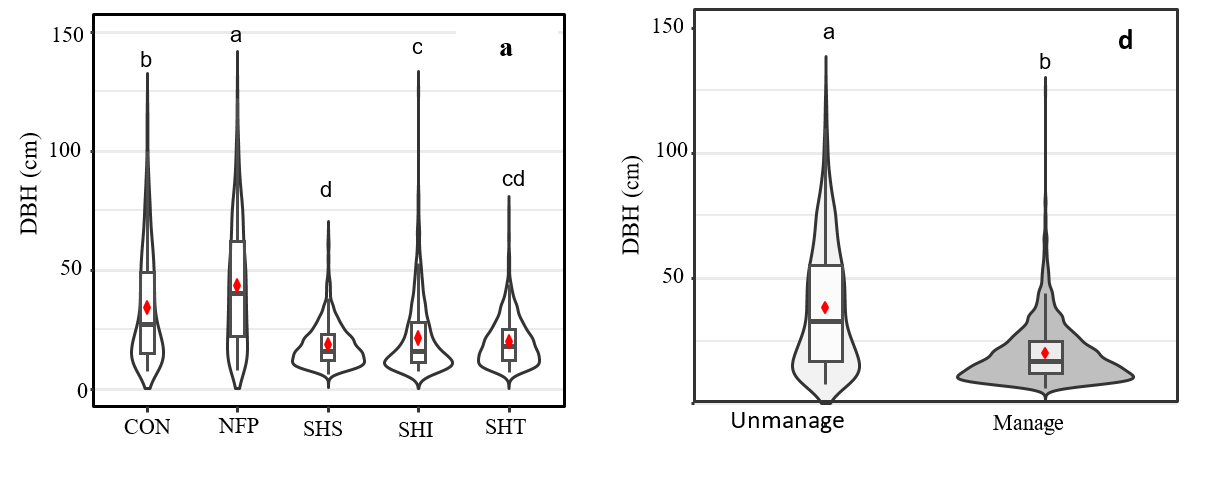 150
100
50
0
DBH (cm)
b
a
d
c
cd
a
CON
NFP
SHS
SHI
SHT
150
100
50
DBH (cm)
a
b
d
Unmanage
Manage